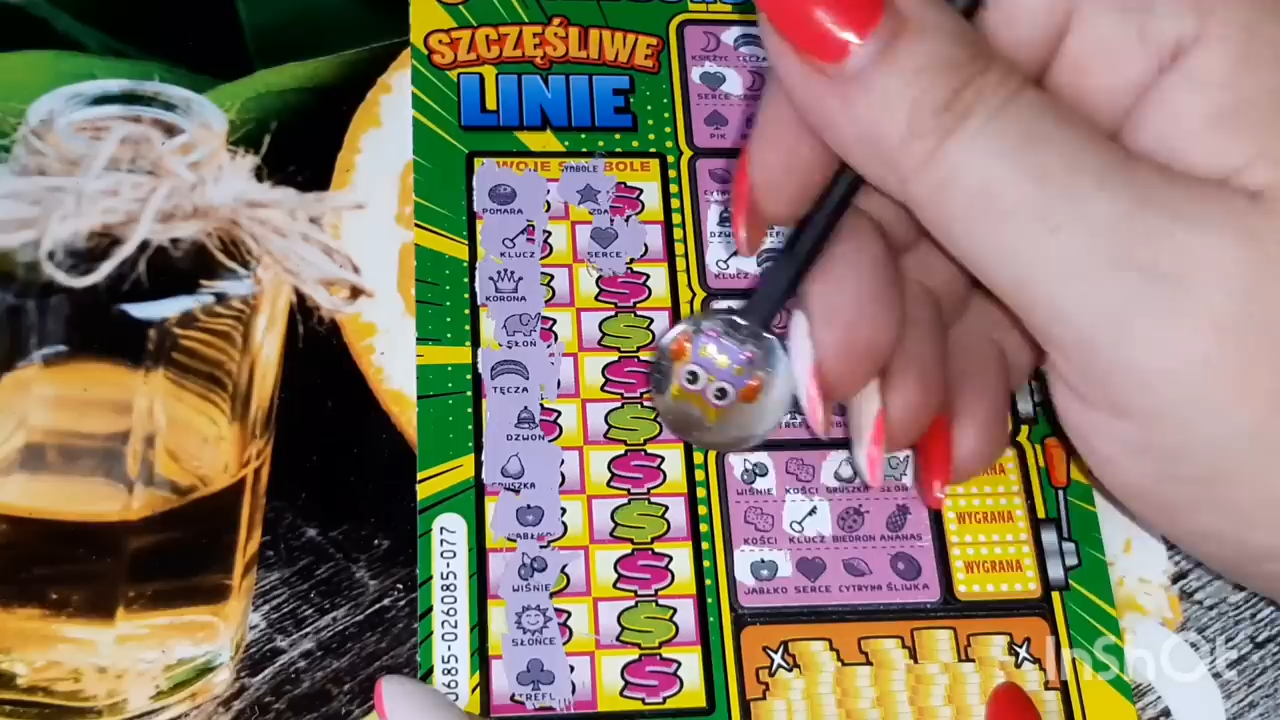 SZCZĘŚLIWE
LINIE
KSIĘŻYC TĘCZA
SERCE
PIK
WOJE SYMBOLE
POMARA
KLUCZ SERCE
KORONA
SŁOŃ
TĘCZA
DZWON
GRUSZKA
JABŁKO
WIŚNIE
SŁOŃCE
TREFL
KLUCZ
WIŚNIE KOŚCI GRUSZKA SŁOŃ
KOŚCI KLUCZ BIEDRON ANANAS
JABŁKO SERCE CYTRYNA ŚLIWKA
WYGRANA
WYGRANA
0685-026085-077
InShOt